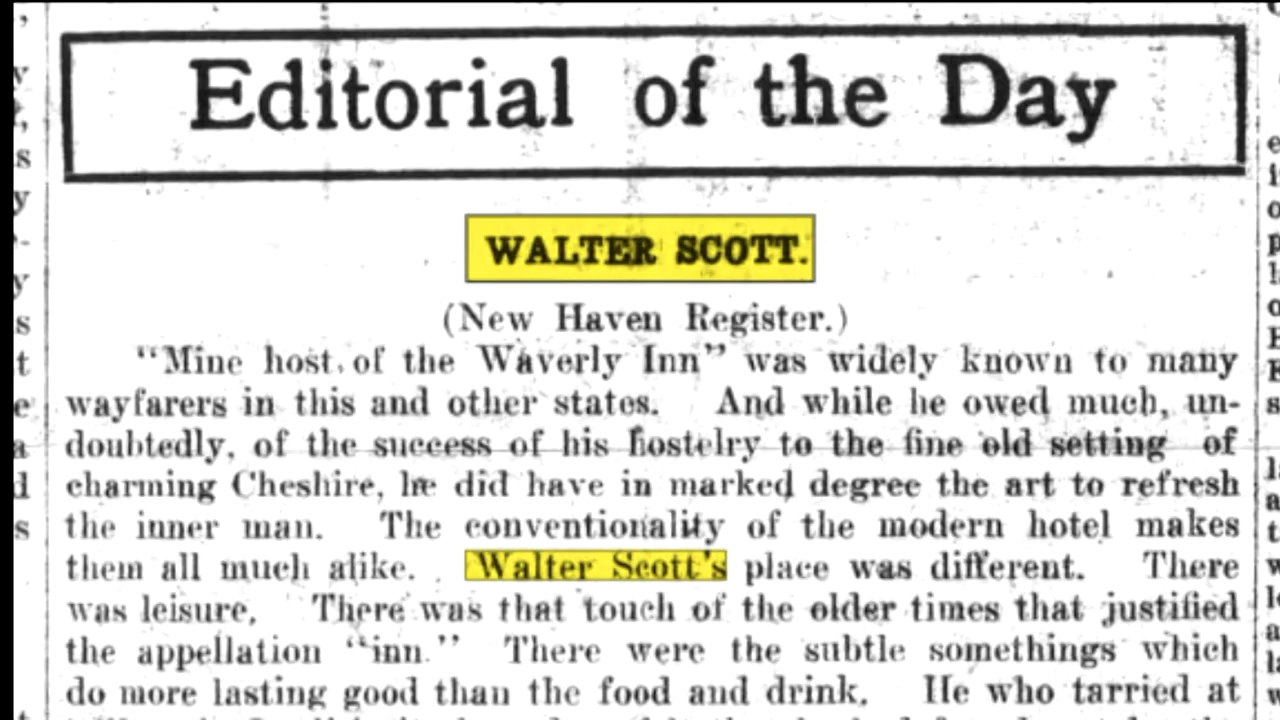 Editorial of the Day
WALTER SCOTT.
(New Haven Register.)
"Mine host of the Waverly Inn" was widely known to many
wayfarers in this and other states. And while he owed much, un-
doubtedly, of the success of his hostelry to the fine old setting of
charming Cheshire, he did have in marked degree the art to refresh
the inner man. The conventionality of the modern hotel makes
them all much alike. Walter Scott's place was different. There
was leisure. There was that touch of the older times that justified
the appellation "inn." There were the subtle somethings which
do more lasting good than the food and drink. He who tarried at